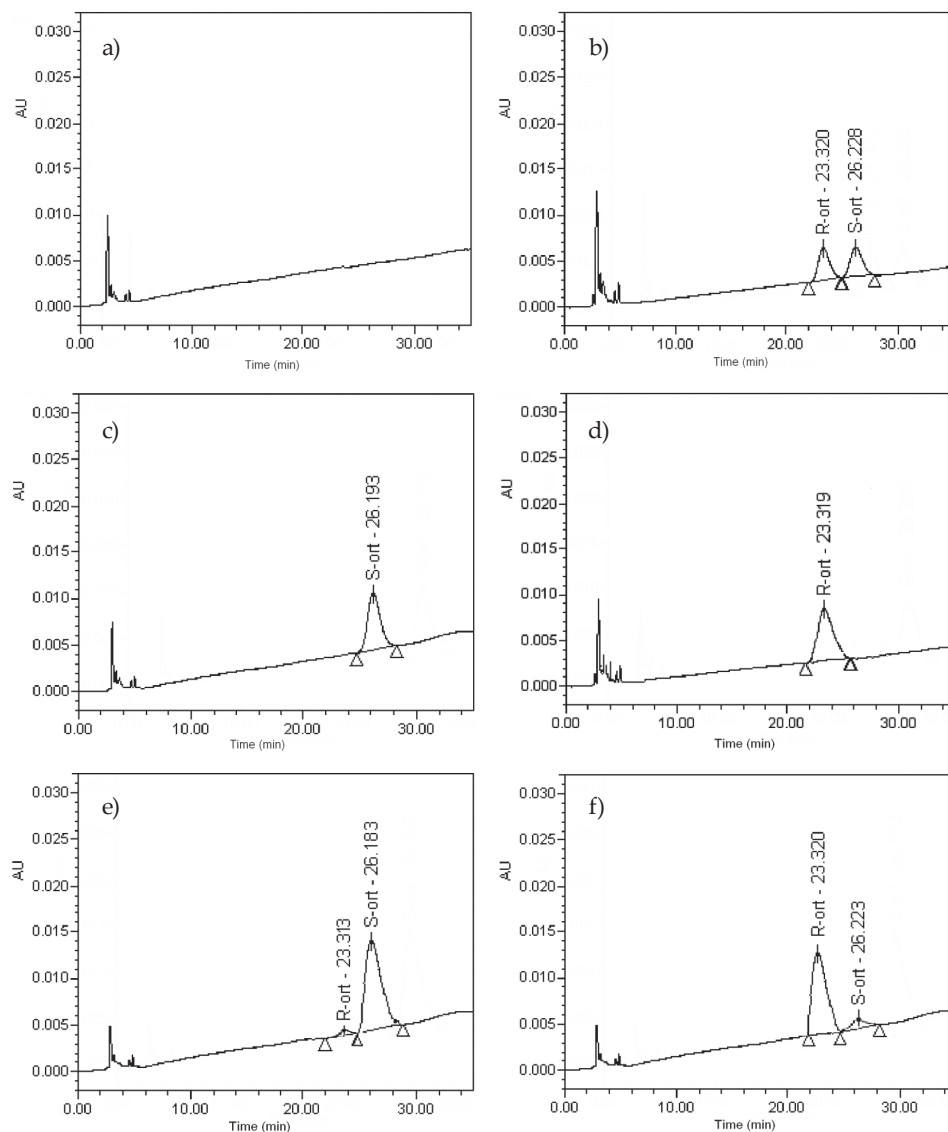 a)
0.030
0.025
0.020
0.015
0.010
0.005
0.000
AU
0.00 10.00 20.00 30.00
Time (min)
b)
0.030
0.025
0.020
0.015
0.010
0.005
0.000
AU
R-ort - 23.320
S-ort - 26.228
0.00 10.00 20.00 30.00
Time (min)
c)
0.030
0.025
0.020
0.015
0.010
0.005
0.000
AU
S-ort - 26.193
0.00 10.00 20.00 30.00
Time (min)
d)
0.030
0.025
0.020
0.015
0.010
0.005
0.000
AU
R-ort - 23.319
0.00 10.00 20.00 30.00
Time (min)
e)
0.030
0.025
0.020
0.015
0.010
0.005
0.000
AU
R-ort - 23.313
S-ort - 26.183
0.00 10.00 20.00 30.00
Time (min)
f)
0.030
0.025
0.020
0.015
0.010
0.005
0.000
AU
R-ort - 23.320
S-ort - 26.223
0.00 10.00 20.00 30.00
Time (min)